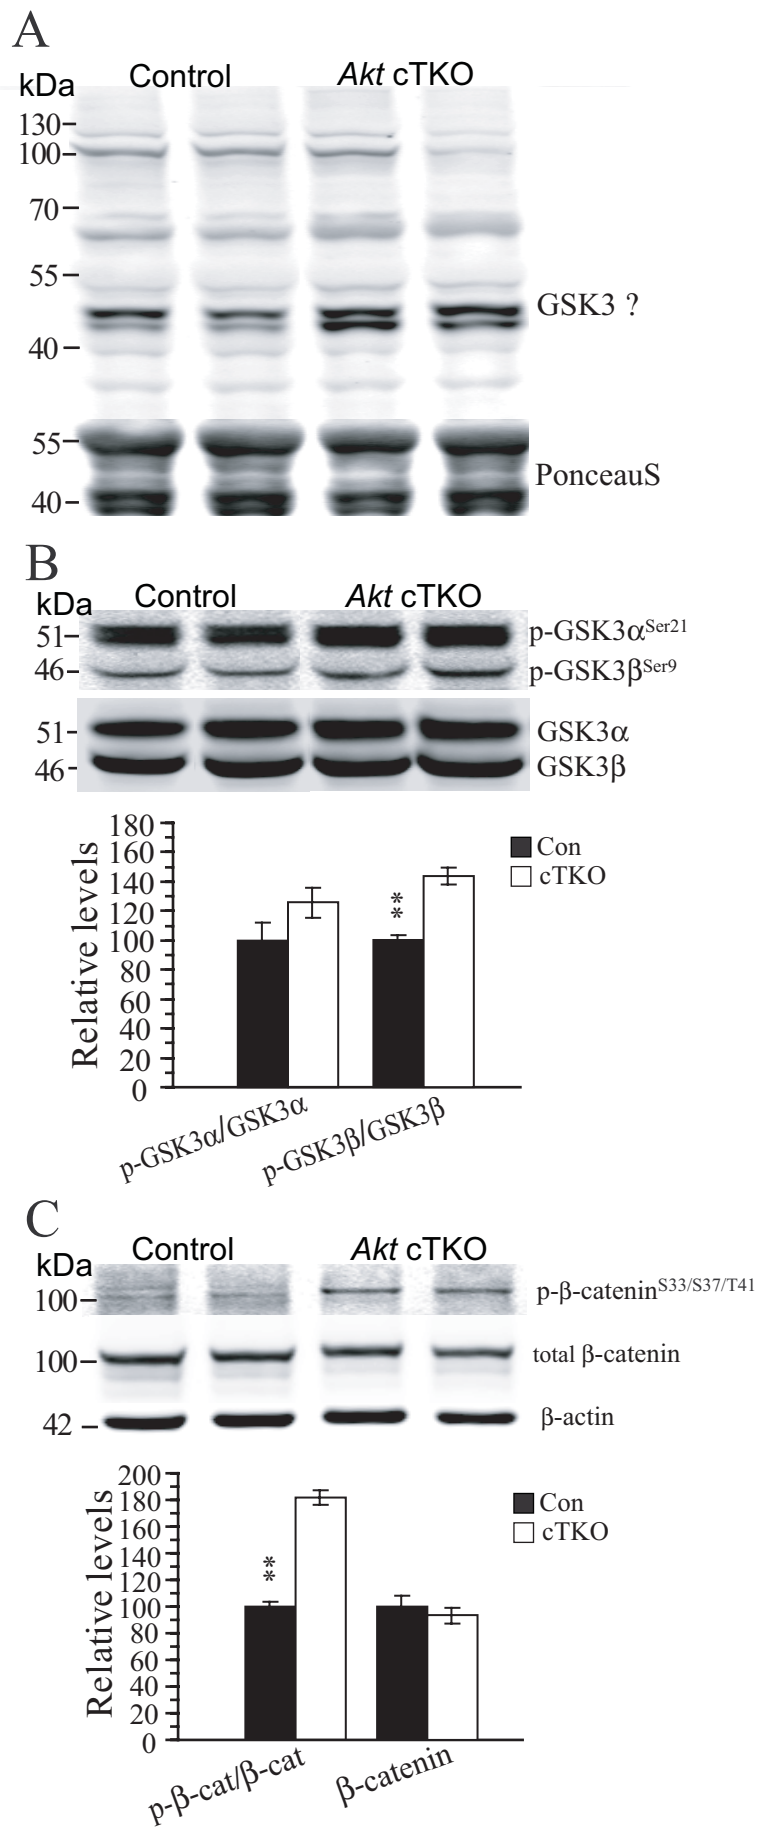 A
kDa Control Akt cTKO
130
100
70
55
GSK3 ?
40
55
PonceauS
40
B
kDa Control Akt cTKO
51 p-GSK3αSer21
46 p-GSK3βSer9
51 GSK3α
46 GSK3β
180
160
140
120
100
80
60
40
20
0
Relative levels
**
Con
cTKO
p-GSK3α/GSK3α
p-GSK3β/GSK3β
C
kDa Control Akt cTKO
100 p-β-cateninS33/S37/T41
100 total β-catenin
42 β-actin
200
180
160
140
120
100
80
60
40
20
0
Relative levels
**
Con
cTKO
p-β-cat/β-cat
β-catenin